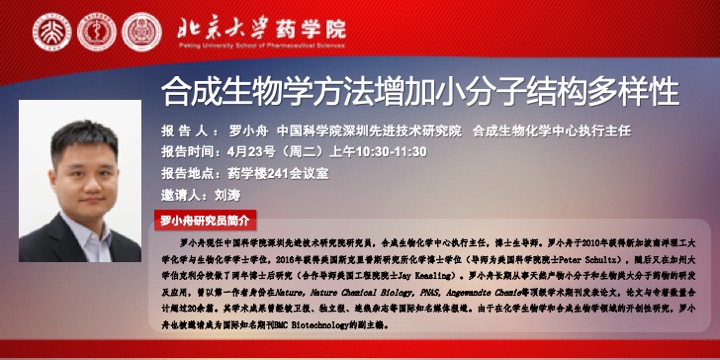 北京大学药学院
Peking University School of Pharmaceutical Sciences
合成生物学方法增加小分子结构多样性
报 告 人 ： 罗小舟 中国科学院深圳先进技术研究院 合成生物化学中心执行主任
报告时间：4月23号（周二）上午10:30-11:30
报告地点：药学楼241会议室
邀请人：刘涛
罗小舟研究员简介
罗小舟现任中国科学院深圳先进技术研究院研究员，合成生物化学中心执行主任，博士生导师。罗小舟于2010年获得新加坡南洋理工大
学化学与生物化学学士学位，2016年获得美国斯克里普斯研究所化学博士学位（导师为美国科学院院士Peter Schultz），随后又在加州大
学伯克利分校做了两年博士后研究（合作导师美国工程院院士Jay Keasling）。罗小舟长期从事天然产物小分子和生物类大分子药物的研发
及应用，曾以第一作者身份在Nature, Nature Chemical Biology, PNAS, Angewandte Chemie等顶级学术期刊发表论文，论文与专著数量合
计超过20余篇。其学术成果曾经被卫报、独立报、连线杂志等国际知名媒体报道。由于在化学生物学和合成生物学领域的开创性研究，罗小
舟也被邀请成为国际知名期刊BMC Biotechnology的副主编。